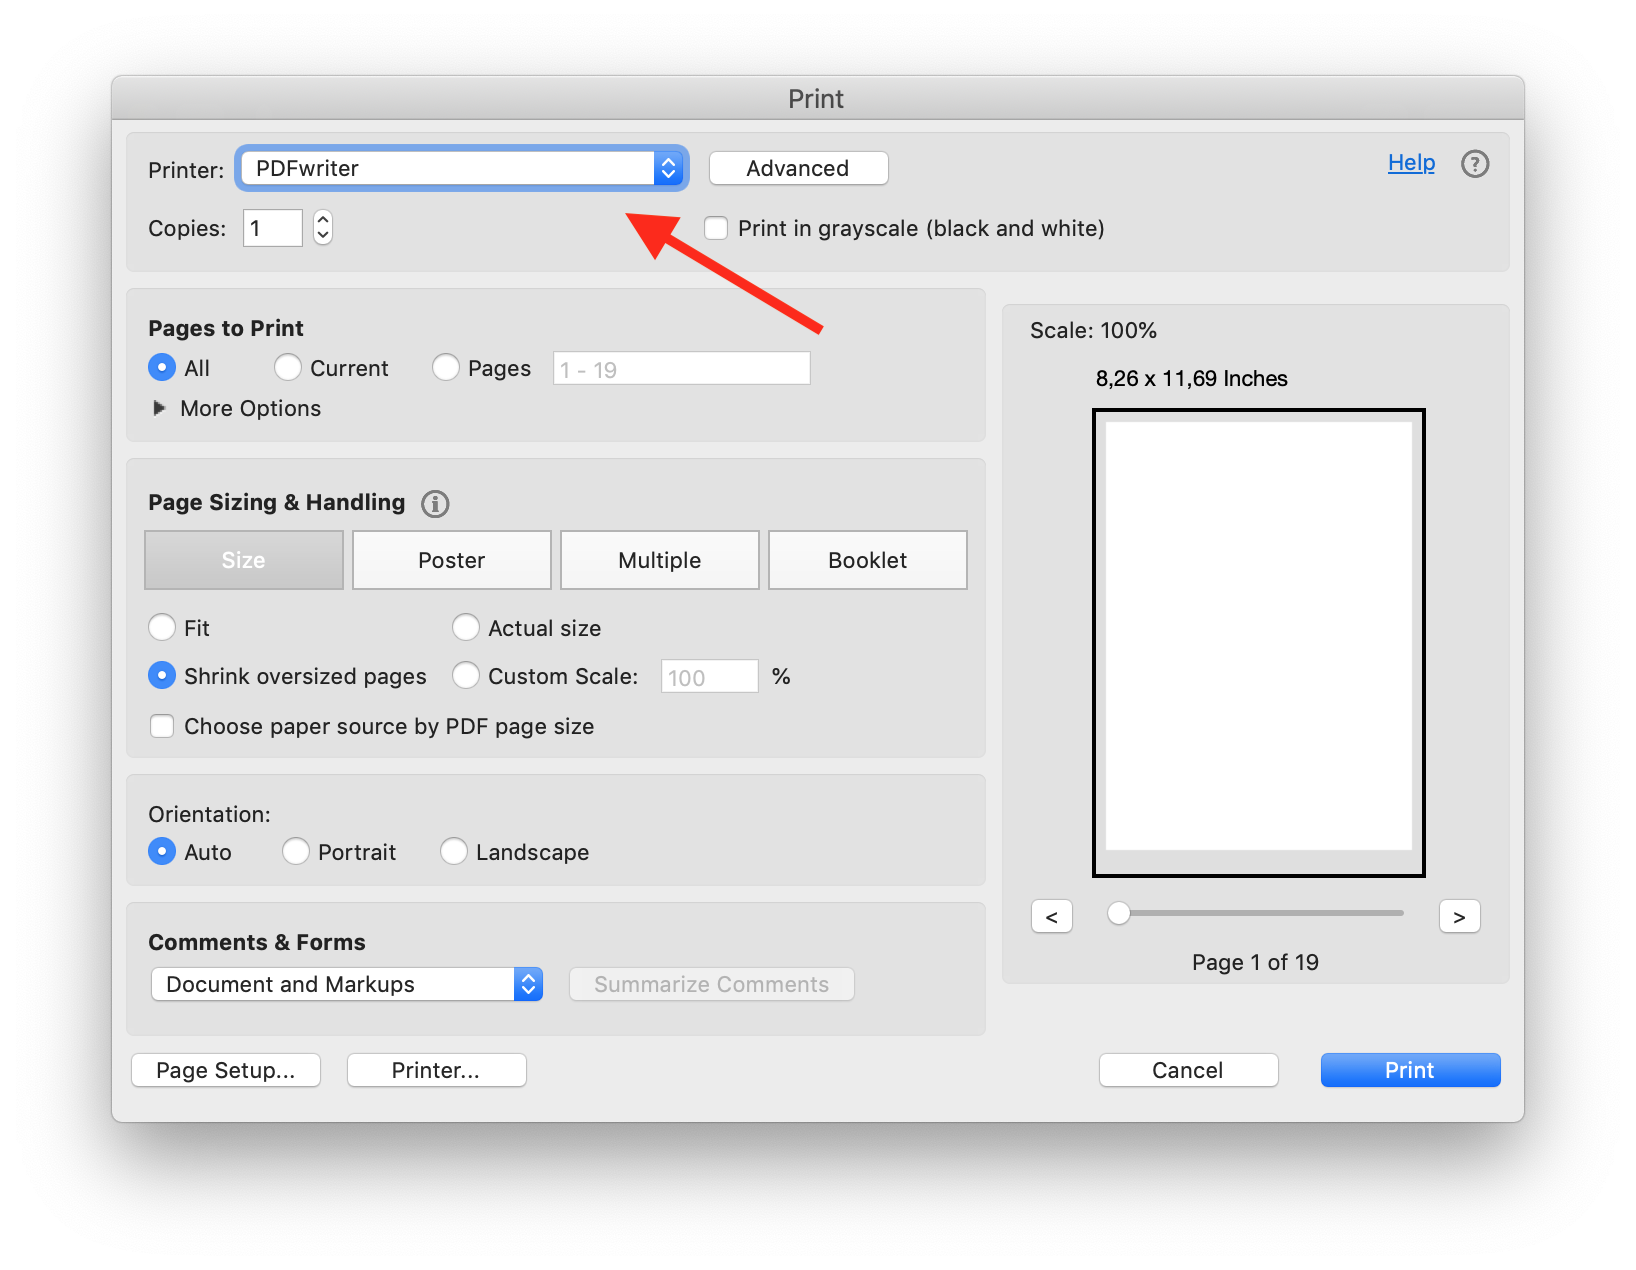 Print
Printer: PDFwriter Advanced Help ?
Copies: 1 Print in grayscale (black and white)
Pages to Print
All Current Pages 1 - 19
More Options
Scale: 100%
8,26 x 11,69 Inches
Page Sizing & Handling i
Size Poster Multiple Booklet
Fit Actual size
Shrink oversized pages Custom Scale: 100 %
Choose paper source by PDF page size
Orientation:
Auto Portrait Landscape
< >
Page 1 of 19
Comments & Forms
Document and Markups Summarize Comments
Page Setup... Printer... Cancel Print